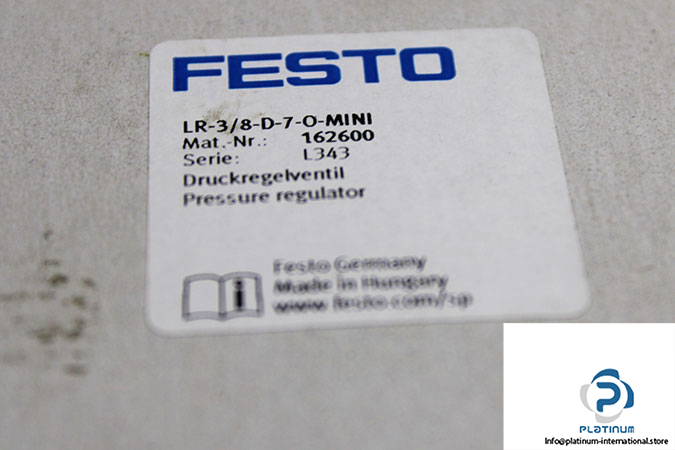 FESTO
LR-3/8-D-7-O-MINI
Mat.-Nr.: 162600
Serie: L343
Druckregelventil
Pressure regulator
Festo Germany
Made in Hungary
www.festo.com/sp
PLATINUM
Info@platinum-international.store